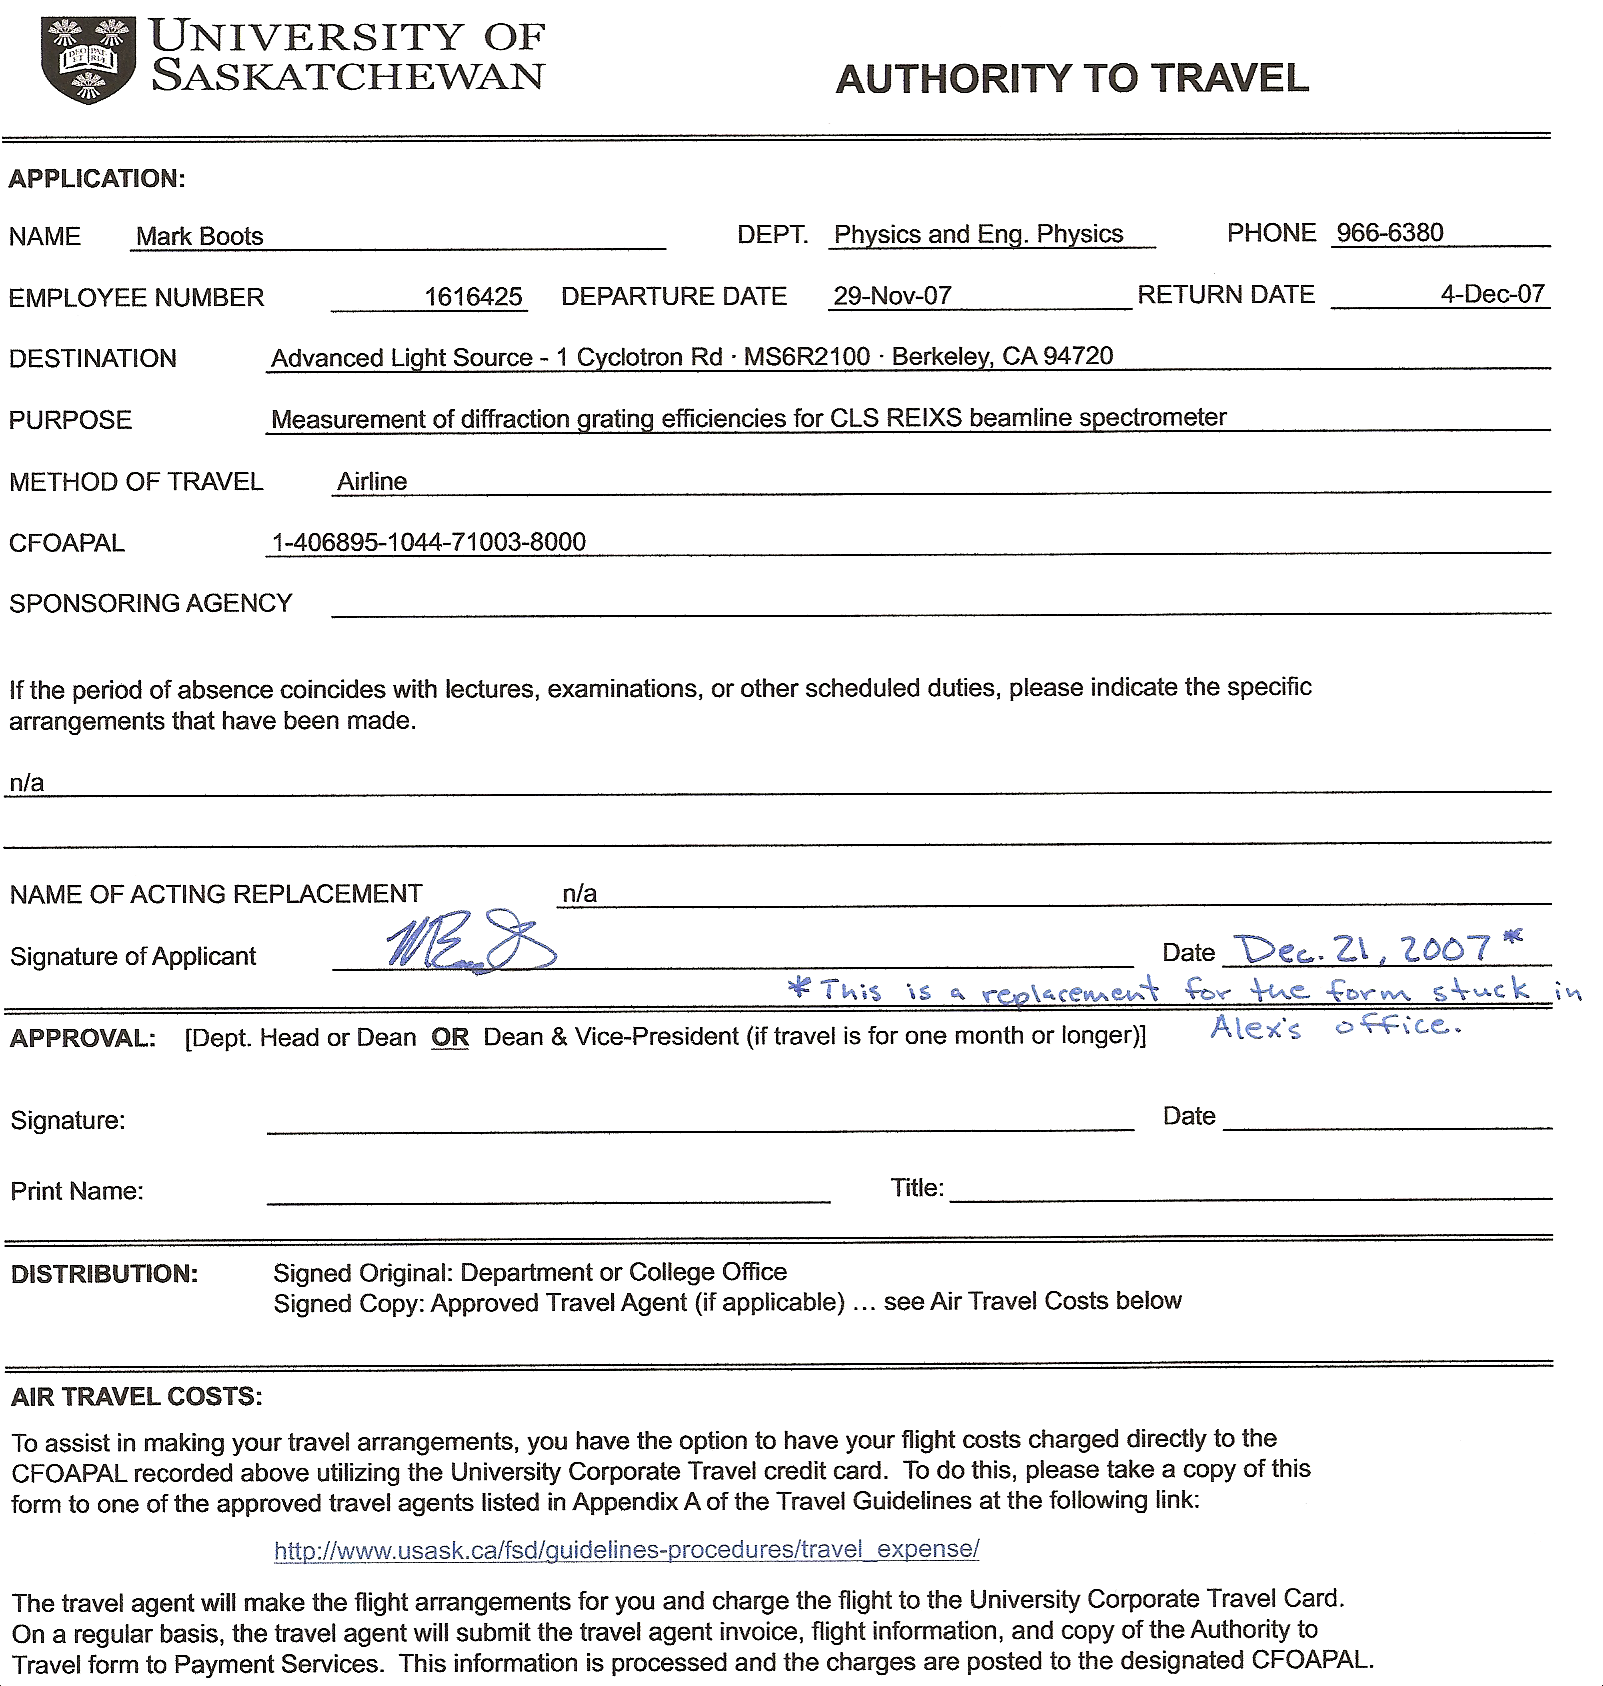 UNIVERSITY OF
SASKATCHEWAN
AUTHORITY TO TRAVEL
APPLICATION:
NAME Mark Boots DEPT. Physics and Eng. Physics PHONE 966-6380
EMPLOYEE NUMBER 1616425 DEPARTURE DATE 29-Nov-07 RETURN DATE 4-Dec-07
DESTINATION Advanced Light Source - 1 Cyclotron Rd · MS6R2100 · Berkeley, CA 94720
PURPOSE Measurement of diffraction grating efficiencies for CLS REIXS beamline spectrometer
METHOD OF TRAVEL Airline
CFOAPAL 1-406895-1044-71003-8000
SPONSORING AGENCY
If the period of absence coincides with lectures, examinations, or other scheduled duties, please indicate the specific
arrangements that have been made.
n/a
NAME OF ACTING REPLACEMENT n/a
Signature of Applicant Date Dec. 21, 2007 *
* This is a replacement for the form stuck in
Alex's office.
APPROVAL: [Dept. Head or Dean OR Dean & Vice-President (if travel is for one month or longer)]
Signature: Date
Print Name: Title:
DISTRIBUTION: Signed Original: Department or College Office
Signed Copy: Approved Travel Agent (if applicable) … see Air Travel Costs below
AIR TRAVEL COSTS:
To assist in making your travel arrangements, you have the option to have your flight costs charged directly to the
CFOAPAL recorded above utilizing the University Corporate Travel credit card. To do this, please take a copy of this
form to one of the approved travel agents listed in Appendix A of the Travel Guidelines at the following link:
http://www.usask.ca/fsd/guidelines-procedures/travel_expense/
The travel agent will make the flight arrangements for you and charge the flight to the University Corporate Travel Card.
On a regular basis, the travel agent will submit the travel agent invoice, flight information, and copy of the Authority to
Travel form to Payment Services. This information is processed and the charges are posted to the designated CFOAPAL.